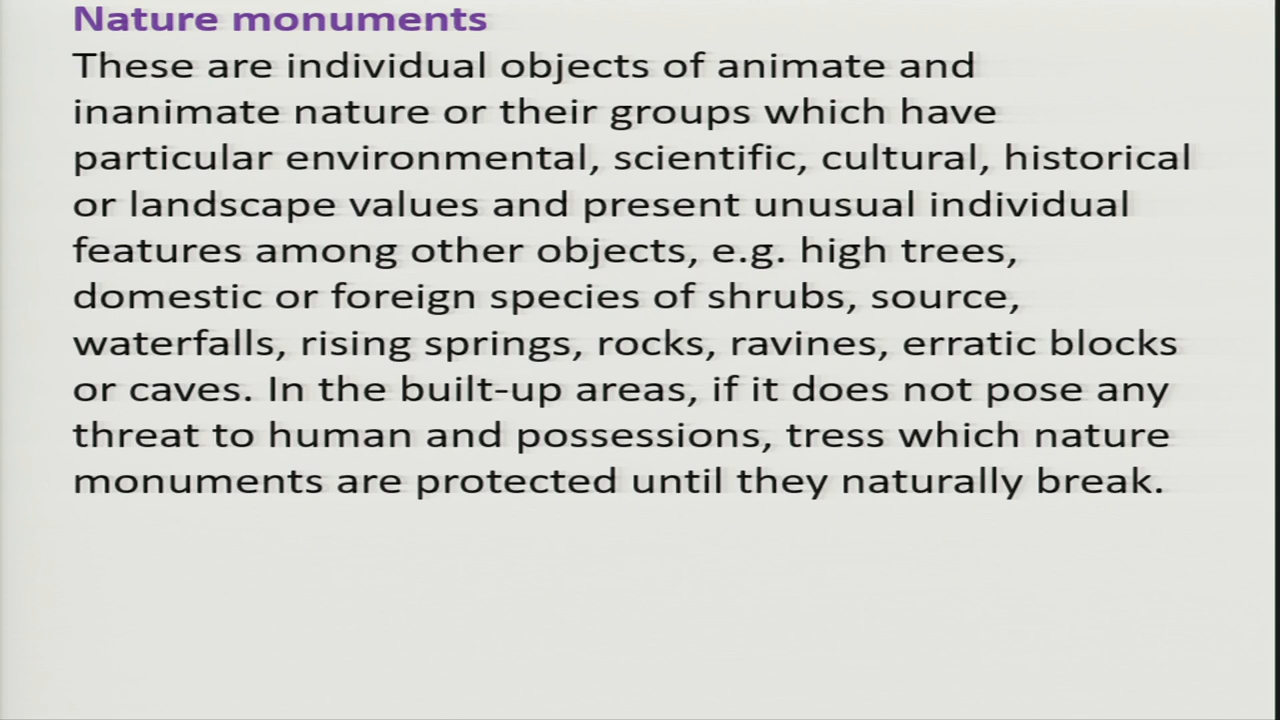 Nature monuments
These are individual objects of animate and
inanimate nature or their groups which have
particular environmental, scientific, cultural, historical
or landscape values and present unusual individual
features among other objects, e.g. high trees,
domestic or foreign species of shrubs, source,
waterfalls, rising springs, rocks, ravines, erratic blocks
or caves. In the built-up areas, if it does not pose any
threat to human and possessions, tress which nature
monuments are protected until they naturally break.